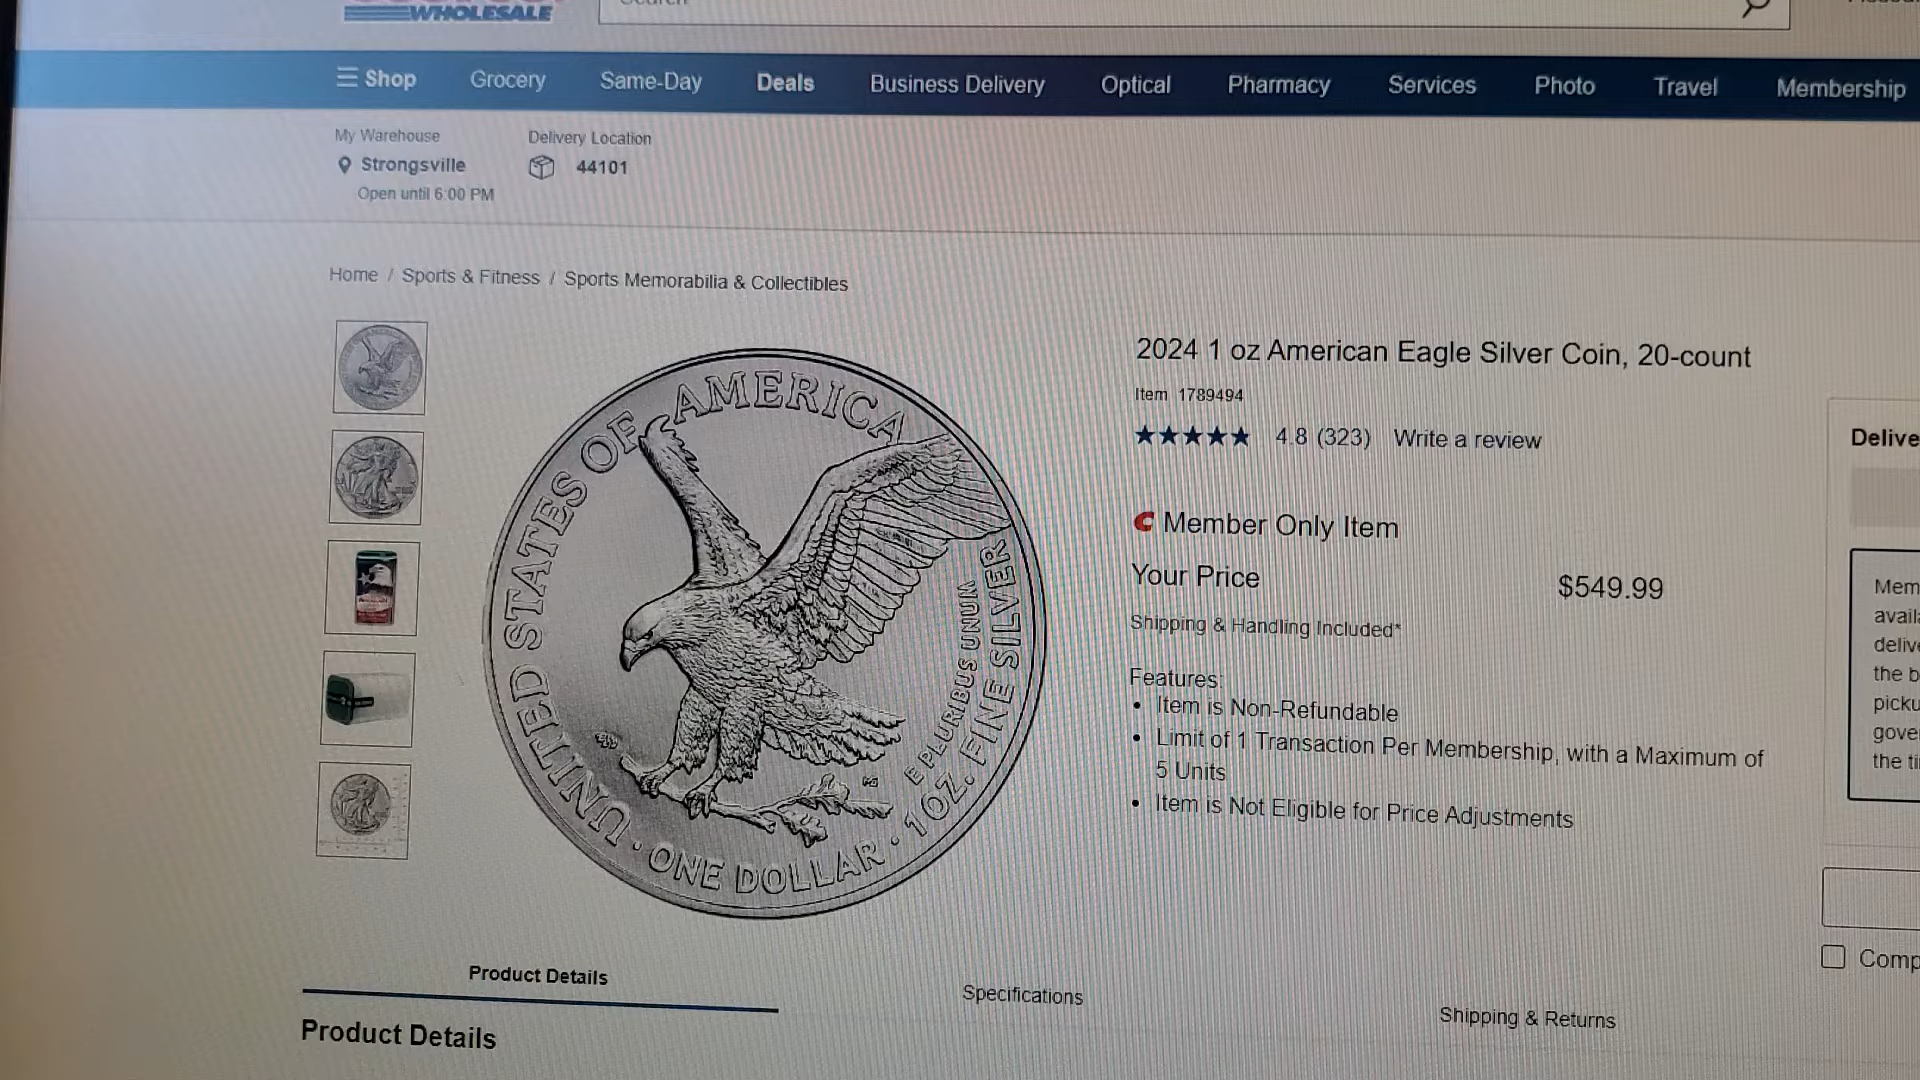 WHOLESALE
Search
Shop
Grocery
Same-Day
Deals
Business Delivery
Optical
Pharmacy
Services
Photo
Travel
Membership
My Warehouse
Strongsville
Open until 6:00 PM
Delivery Location
44101
Home / Sports & Fitness / Sports Memorabilia & Collectibles
UNITED STATES OF AMERICA
E PLURIBUS UNUM
1 OZ. FINE SILVER
· ONE DOLLAR ·
2024 1 oz American Eagle Silver Coin, 20-count
Item 1789494
4.8 (323) Write a review
Member Only Item
Your Price $549.99
Shipping & Handling Included*
Features:
• Item is Non-Refundable
• Limit of 1 Transaction Per Membership, with a Maximum of
5 Units
• Item is Not Eligible for Price Adjustments
Delive
Mem
availa
delive
the b
picku
gove
the ti
Comp
Product Details
Specifications
Shipping & Returns
Product Details